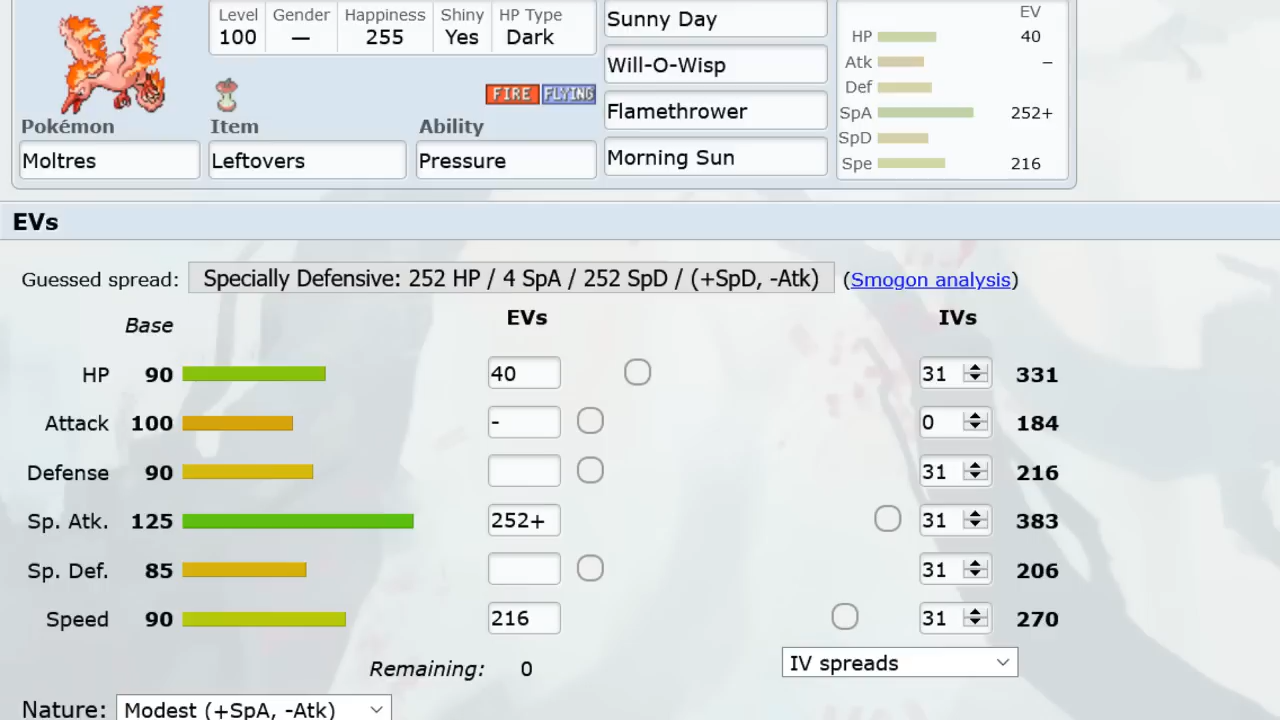 Level Gender Happiness Shiny HP Type
100 — 255 Yes Dark
FIRE FLYING
Pokémon Item Ability
Moltres Leftovers Pressure
Sunny Day
Will-O-Wisp
Flamethrower
Morning Sun
EV
HP 40
Atk –
Def
SpA 252+
SpD
Spe 216
EVs
Guessed spread: Specially Defensive: 252 HP / 4 SpA / 252 SpD / (+SpD, -Atk) (Smogon analysis)
Base EVs IVs
HP 90 40 31 331
Attack 100 - 0 184
Defense 90 31 216
Sp. Atk. 125 252+ 31 383
Sp. Def. 85 31 206
Speed 90 216 31 270
Remaining: 0 IV spreads
Nature: Modest (+SpA, -Atk)